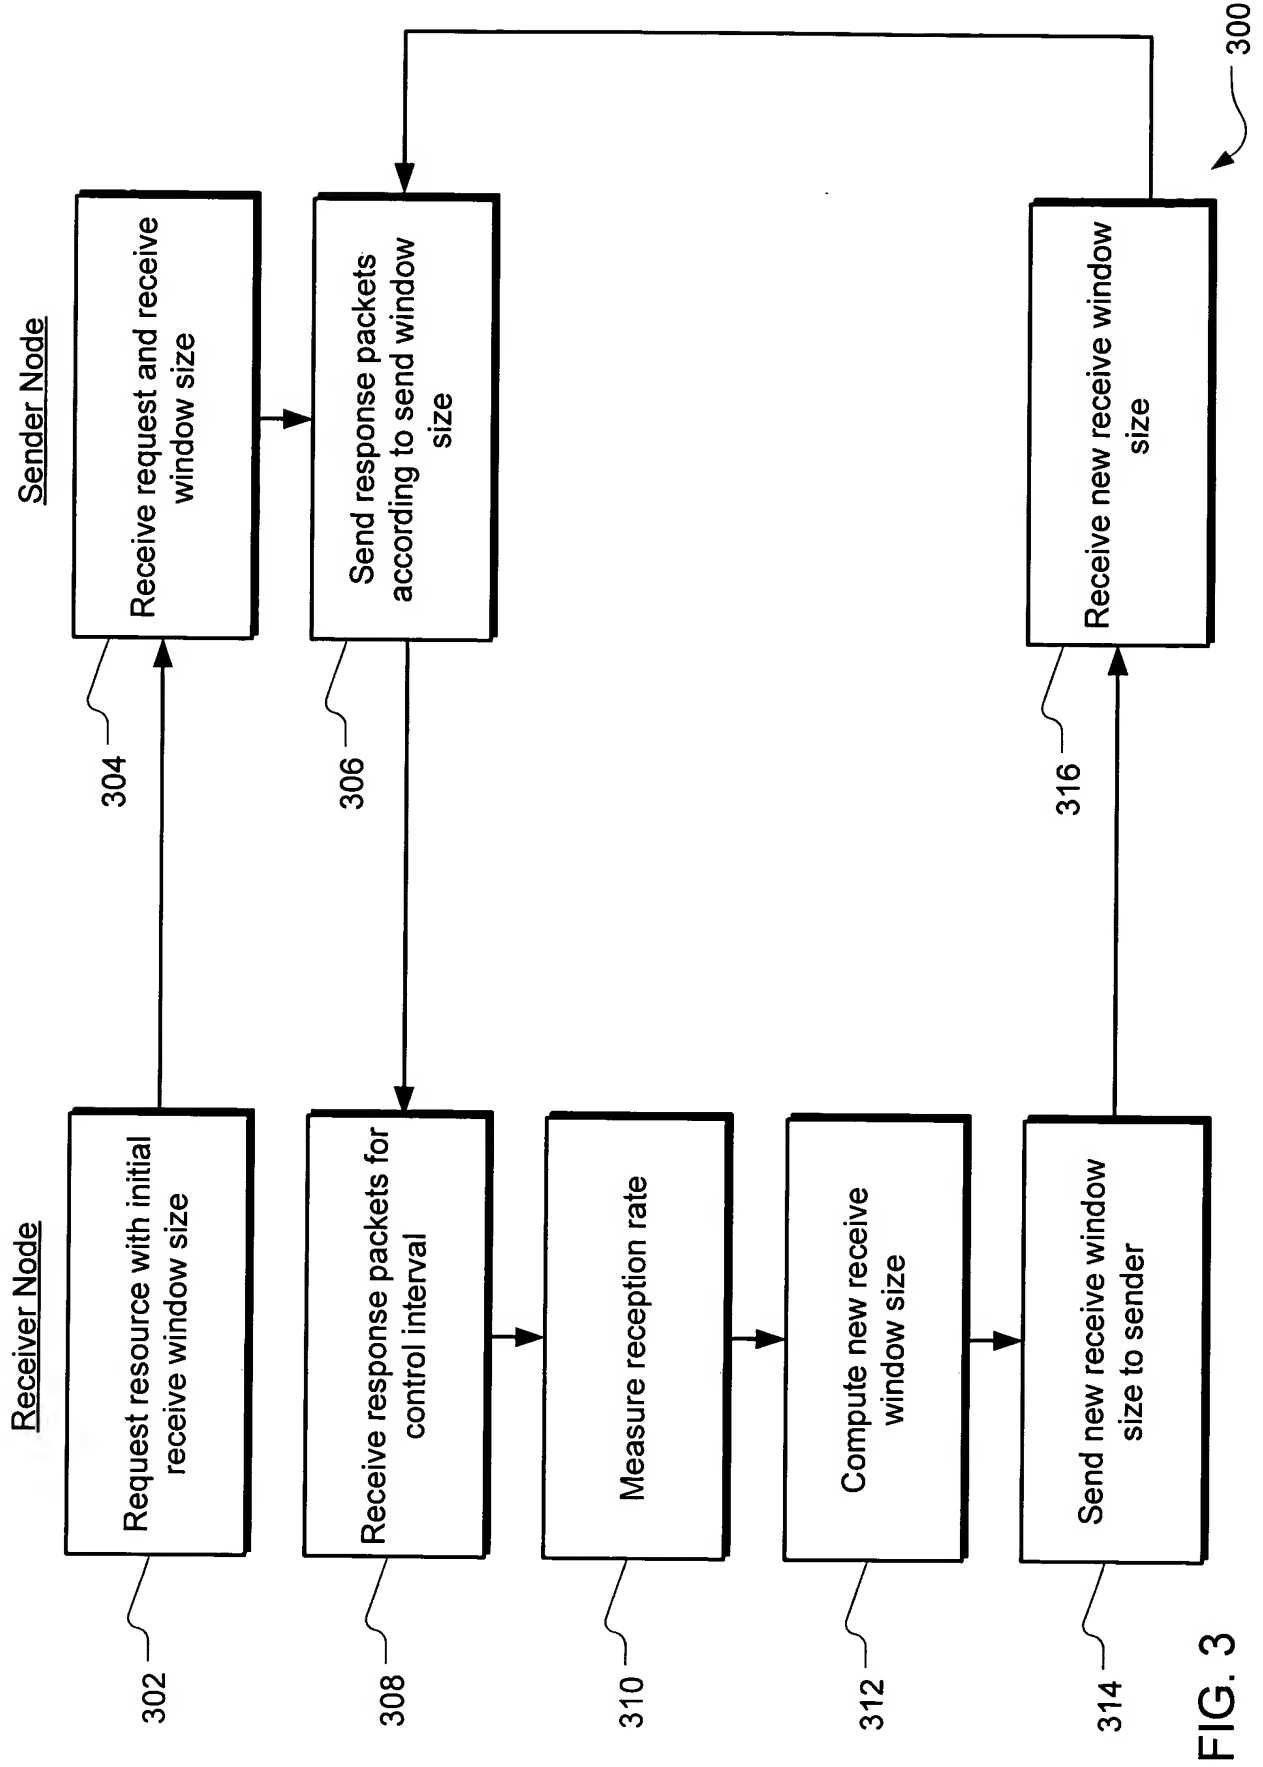 Receiver Node
Sender Node
302
Request resource with initial
receive window size
304
Receive request and receive
window size
306
Send response packets
according to send window
size
308
Receive response packets for
control interval
310
Measure reception rate
312
Compute new receive
window size
314
Send new receive window
size to sender
316
Receive new receive window
size
300
FIG. 3